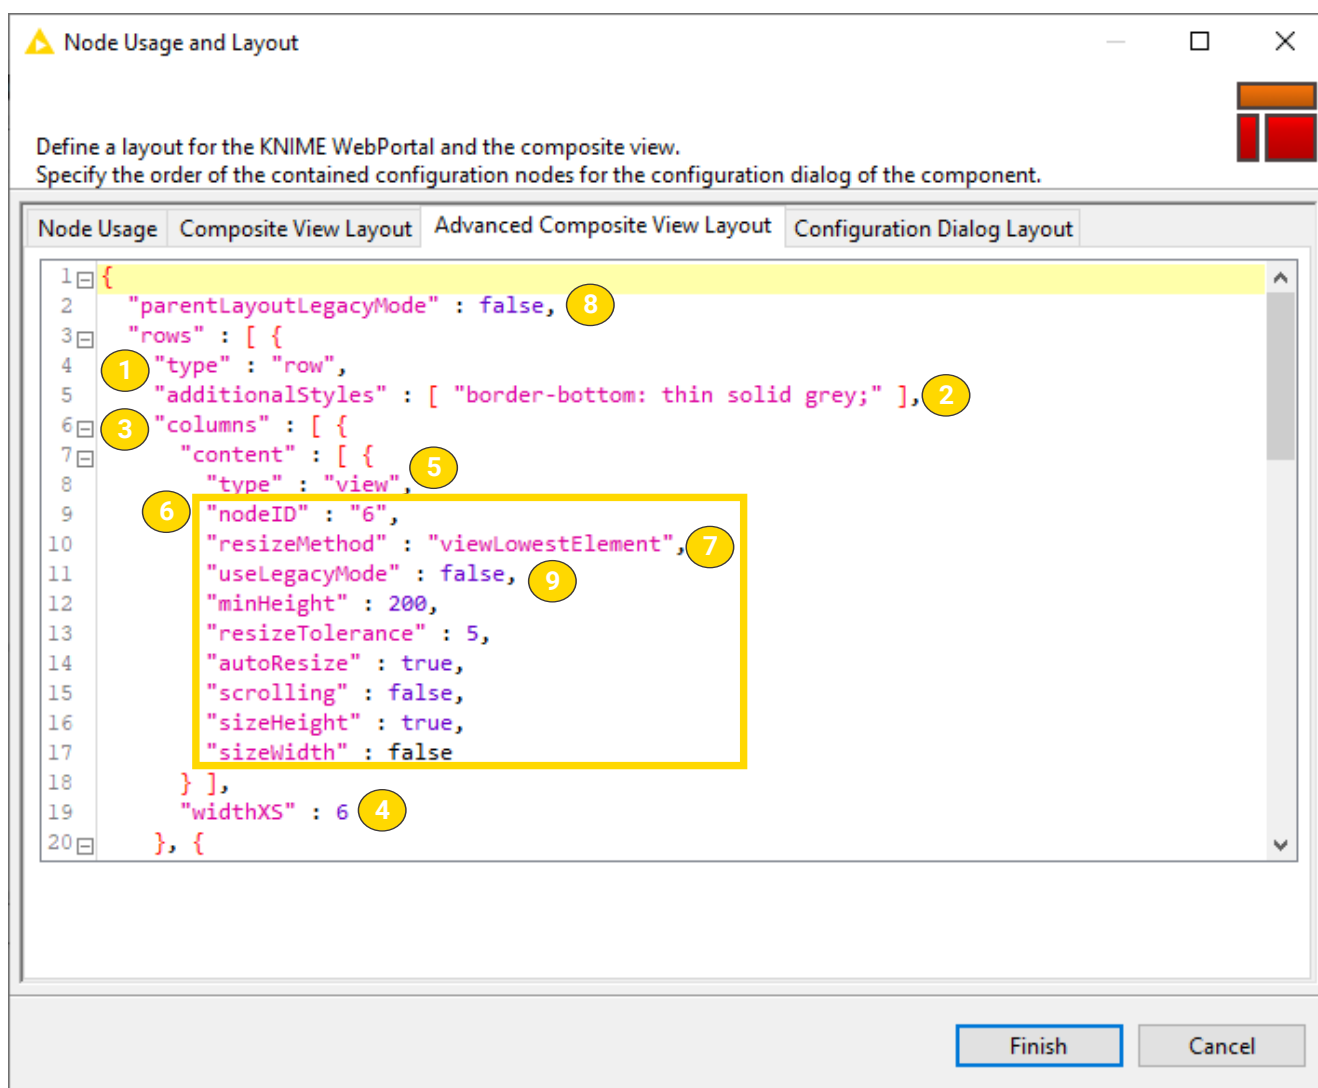 Node Usage and Layout
Define a layout for the KNIME WebPortal and the composite view.
Specify the order of the contained configuration nodes for the configuration dialog of the component.
Node Usage Composite View Layout Advanced Composite View Layout Configuration Dialog Layout
1 {
2 "parentLayoutLegacyMode" : false, 8
3 "rows" : [ {
4 1 "type" : "row",
5 "additionalStyles" : [ "border-bottom: thin solid grey;" ], 2
6 3 "columns" : [ {
7 "content" : [ {
8 "type" : "view", 5
9 6 "nodeID" : "6",
10 "resizeMethod" : "viewLowestElement", 7
11 "useLegacyMode" : false, 9
12 "minHeight" : 200,
13 "resizeTolerance" : 5,
14 "autoResize" : true,
15 "scrolling" : false,
16 "sizeHeight" : true,
17 "sizeWidth" : false
18 } ],
19 "widthXS" : 6 4
20 }, {
Finish Cancel